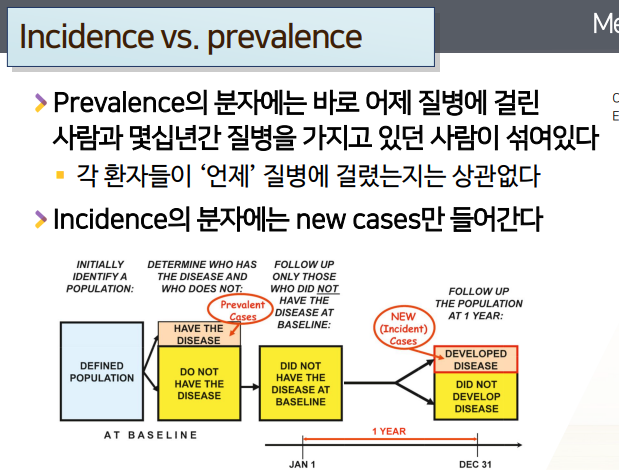 Incidence vs. prevalence
Me
Prevalence의 분자에는 바로 어제 질병에 걸린
사람과 몇십년간 질병을 가지고 있던 사람이 섞여있다
각 환자들이 ‘언제’ 질병에 걸렸는지는 상관없다
Incidence의 분자에는 new cases만 들어간다
INITIALLY
IDENTIFY A
POPULATION:
DETERMINE WHO HAS
THE DISEASE AND
WHO DOES NOT:
FOLLOW UP
ONLY THOSE
WHO DID NOT
HAVE THE
DISEASE AT
BASELINE:
FOLLOW UP
THE POPULATION
AT 1 YEAR:
Prevalent
Cases
NEW
(Incident)
Cases
DEFINED
POPULATION
HAVE THE
DISEASE
DO NOT
HAVE THE
DISEASE
DID NOT
HAVE THE
DISEASE AT
BASELINE
DEVELOPED
DISEASE
DID NOT
DEVELOP
DISEASE
AT BASELINE
1 YEAR
JAN 1
DEC 31